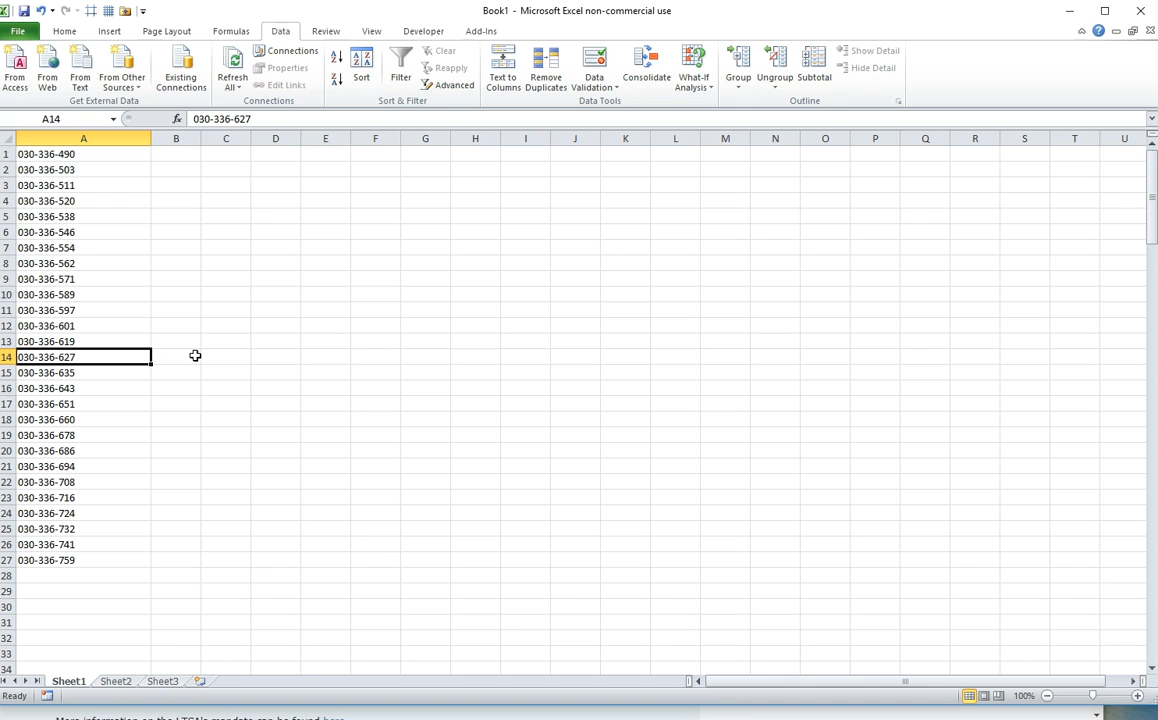 Book1 - Microsoft Excel non-commercial use
File Home Insert Page Layout Formulas Data Review View Developer Add-Ins
From Access
From Web
From Text
From Other Sources
Existing Connections
Get External Data
Refresh All
Connections
Properties
Edit Links
Connections
Sort
Filter
Clear
Reapply
Advanced
Sort & Filter
Text to Columns
Remove Duplicates
Data Validation
Consolidate
What-If Analysis
Data Tools
Group
Ungroup
Subtotal
Show Detail
Hide Detail
Outline
A14 fx 030-336-627
A B C D E F G H I J K L M N O P Q R S T U
1 030-336-490
2 030-336-503
3 030-336-511
4 030-336-520
5 030-336-538
6 030-336-546
7 030-336-554
8 030-336-562
9 030-336-571
10 030-336-589
11 030-336-597
12 030-336-601
13 030-336-619
14 030-336-627
15 030-336-635
16 030-336-643
17 030-336-651
18 030-336-660
19 030-336-678
20 030-336-686
21 030-336-694
22 030-336-708
23 030-336-716
24 030-336-724
25 030-336-732
26 030-336-741
27 030-336-759
28
29
30
31
32
33
34
Sheet1 Sheet2 Sheet3
Ready 100%
More information on the LTSA's mandate can be found here